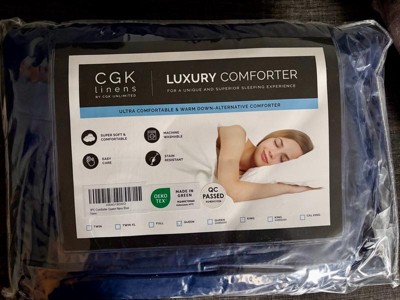 CGK
linens
BY CGK UNLIMITED
LUXURY COMFORTER
FOR A UNIQUE AND SUPERIOR SLEEPING EXPERIENCE
ULTRA COMFORTABLE & WARM DOWN-ALTERNATIVE COMFORTER
SUPER SOFT &
COMFORTABLE
MACHINE
WASHABLE
EASY
CARE
STAIN
RESISTANT
OEKO
TEX
MADE IN
GREEN
QC
PASSED
TWIN
TWIN XL
FULL
QUEEN
QUEEN
KING
KING
CAL KING